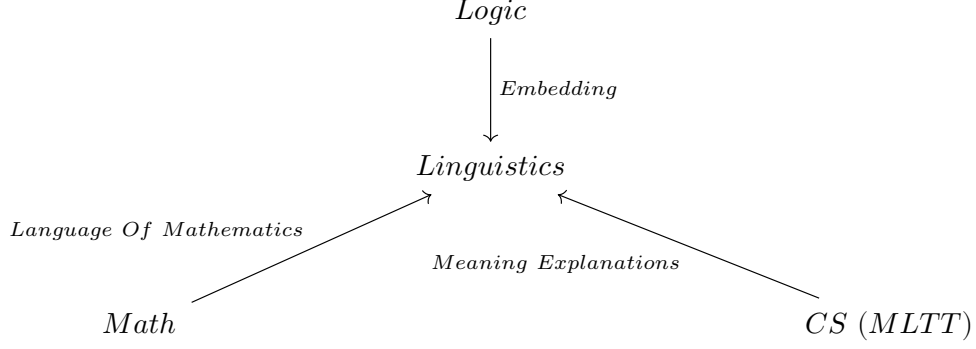 Logic
Embedding
Linguistics
Language Of Mathematics
Meaning Explanations
Math
CS (MLTT)